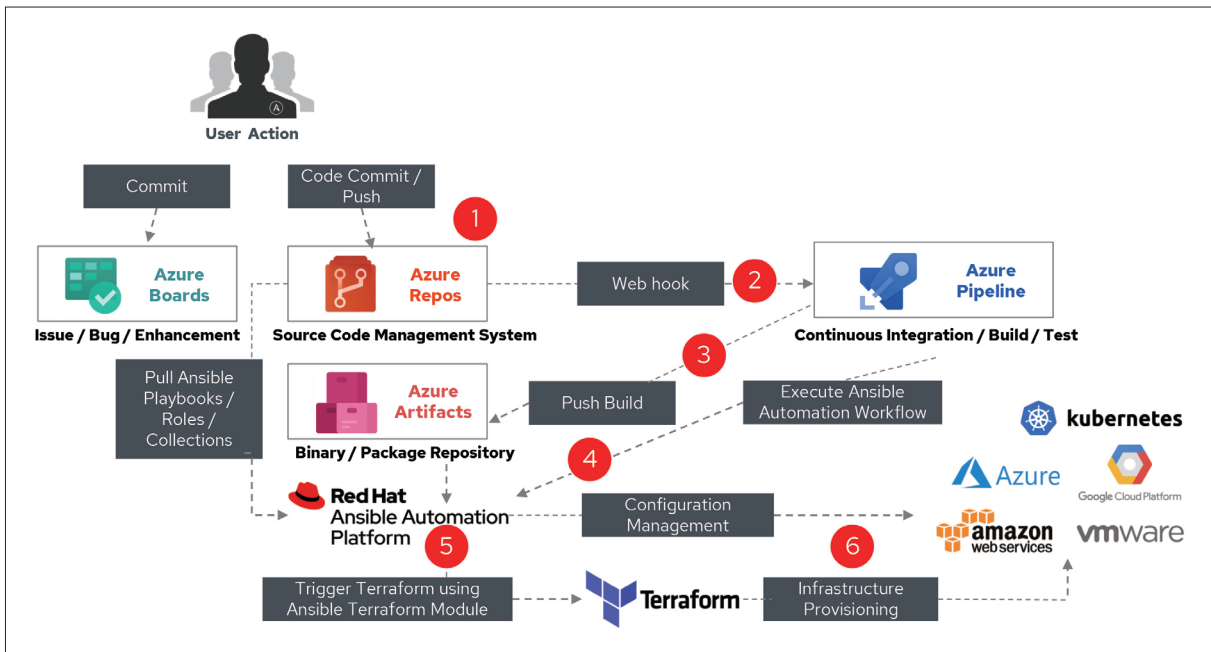 A
User Action
Commit
Code Commit /
Push
1
Azure
Boards
Issue / Bug / Enhancement
Azure
Repos
Source Code Management System
Web hook
2
Azure
Pipeline
Continuous Integration / Build / Test
3
Pull Ansible
Playbooks /
Roles /
Collections
Azure
Artifacts
Binary / Package Repository
Push Build
Execute Ansible
Automation Workflow
4
kubernetes
Azure
Google Cloud Platform
Red Hat
Ansible Automation
Platform
Configuration
Management
amazon
web services
vmware
5
6
Trigger Terraform using
Ansible Terraform Module
Terraform
Infrastructure
Provisioning